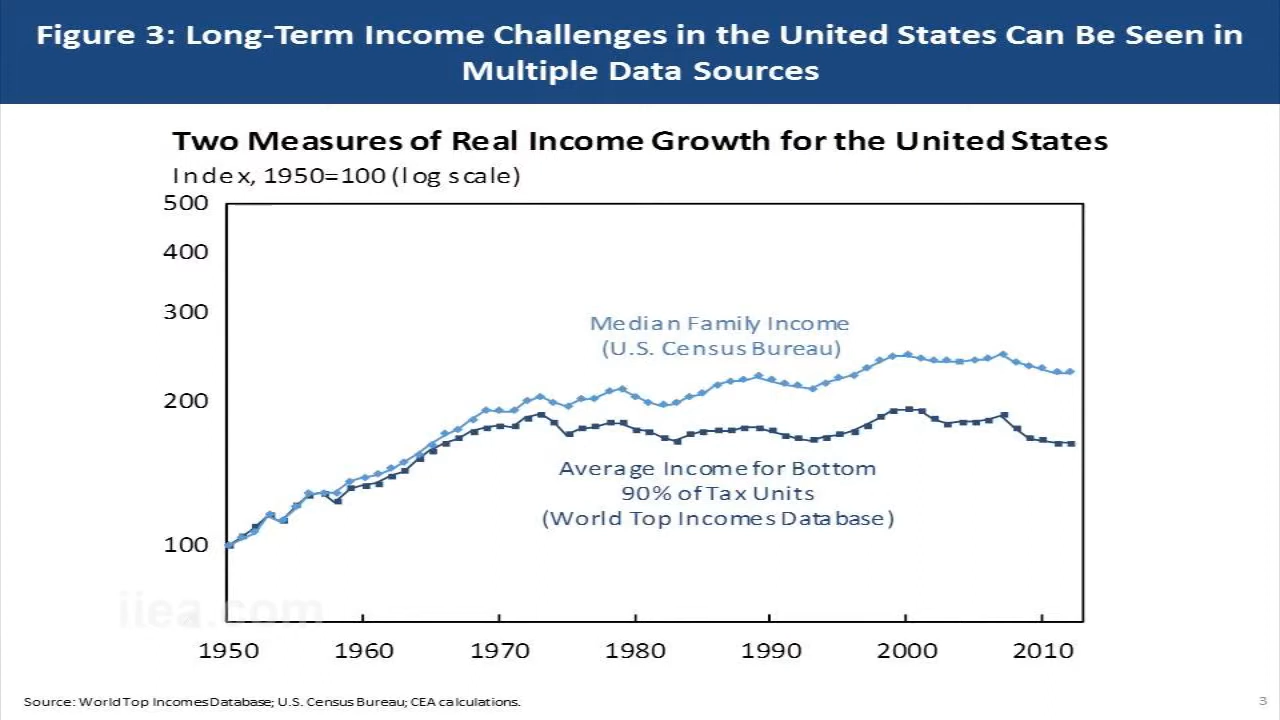 Figure 3: Long-Term Income Challenges in the United States Can Be Seen in
Multiple Data Sources
Two Measures of Real Income Growth for the United States
Index, 1950=100 (log scale)
500
400
300
200
100
Median Family Income
(U.S. Census Bureau)
Average Income for Bottom
90% of Tax Units
(World Top Incomes Database)
iiea.com
1950 1960 1970 1980 1990 2000 2010
Source: World Top Incomes Database; U.S. Census Bureau; CEA calculations.
3